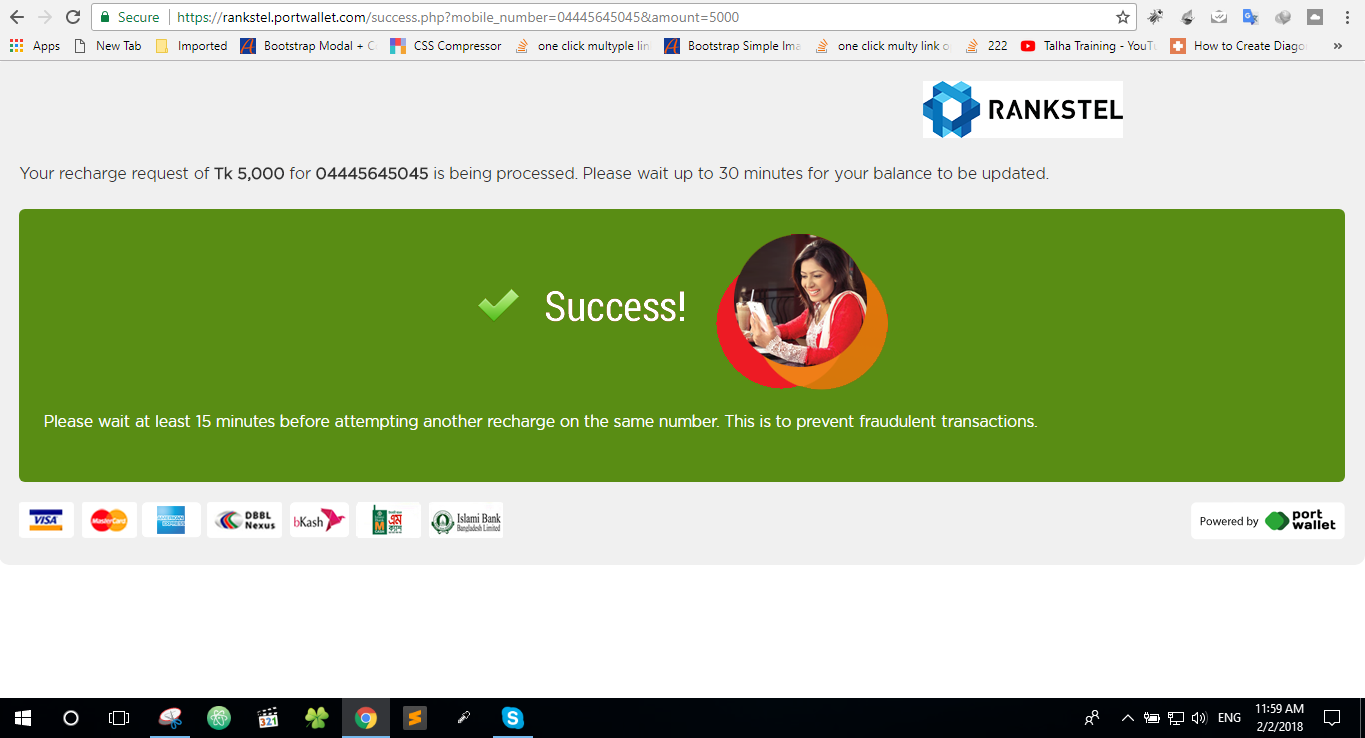 Secure https://rankstel.portwallet.com/success.php?mobile_number=04445645045&amount=5000
Apps New Tab Imported Bootstrap Modal + C CSS Compressor one click multyple lin Bootstrap Simple Ima one click multy link o 222 Talha Training - YouTu How to Create Diago »
RANKSTEL
Your recharge request of Tk 5,000 for 04445645045 is being processed. Please wait up to 30 minutes for your balance to be updated.
Success!
Please wait at least 15 minutes before attempting another recharge on the same number. This is to prevent fraudulent transactions.
VISA MasterCard AMERICAN EXPRESS DBBL Nexus bKash Islami Bank Bangladesh Limited
Powered by port wallet
321
ENG
11:59 AM
2/2/2018